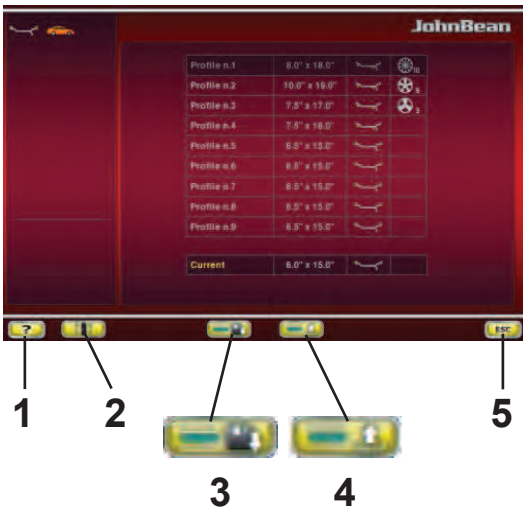 JohnBean
Profile n.1 8.0" x 18.0" 10
Profile n.2 10.0" x 19.0" 5
Profile n.3 7.5" x 17.0" 3
Profile n.4 7.5" x 18.0"
Profile n.5 6.5" x 15.0"
Profile n.6 6.5" x 15.0"
Profile n.7 6.5" x 15.0"
Profile n.8 6.5" x 15.0"
Profile n.9 6.5" x 15.0"
Current 6.0" x 15.0"
? ESC
1 2 5
3 4